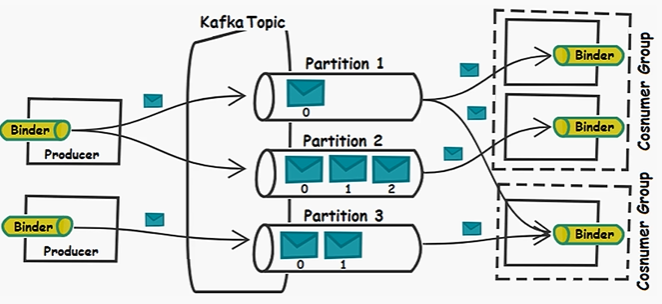 Kafka Topic
Partition 1
0
Partition 2
0 1 2
Partition 3
0 1
Binder
Producer
Binder
Producer
Binder
Binder
Cosnumer Group
Binder
Cosnumer Group